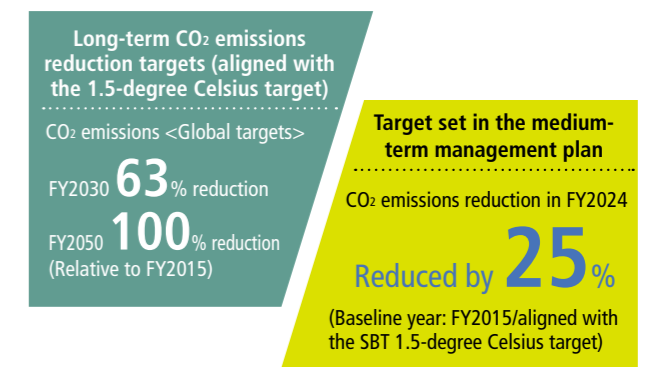 Long-term CO2 emissions
reduction targets (aligned with
the 1.5-degree Celsius target)
CO2 emissions <Global targets>
FY2030 63% reduction
FY2050 100% reduction
(Relative to FY2015)
Target set in the medium-
term management plan
CO2 emissions reduction in FY2024
Reduced by 25%
(Baseline year: FY2015/aligned with
the SBT 1.5-degree Celsius target)